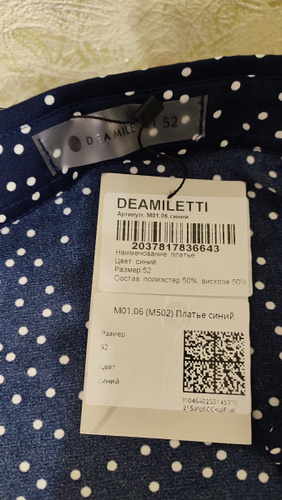 DEAMILETTI 52
DEAMILETTI
Артикул: М01.06.синий
2037817836643
Наименование: платье
Цвет: синий
Размер:52
Состав: полиэстер 50%, вискоза 50%
М01.06 (М502) Платье синий
Размер
52
Цвет
синий